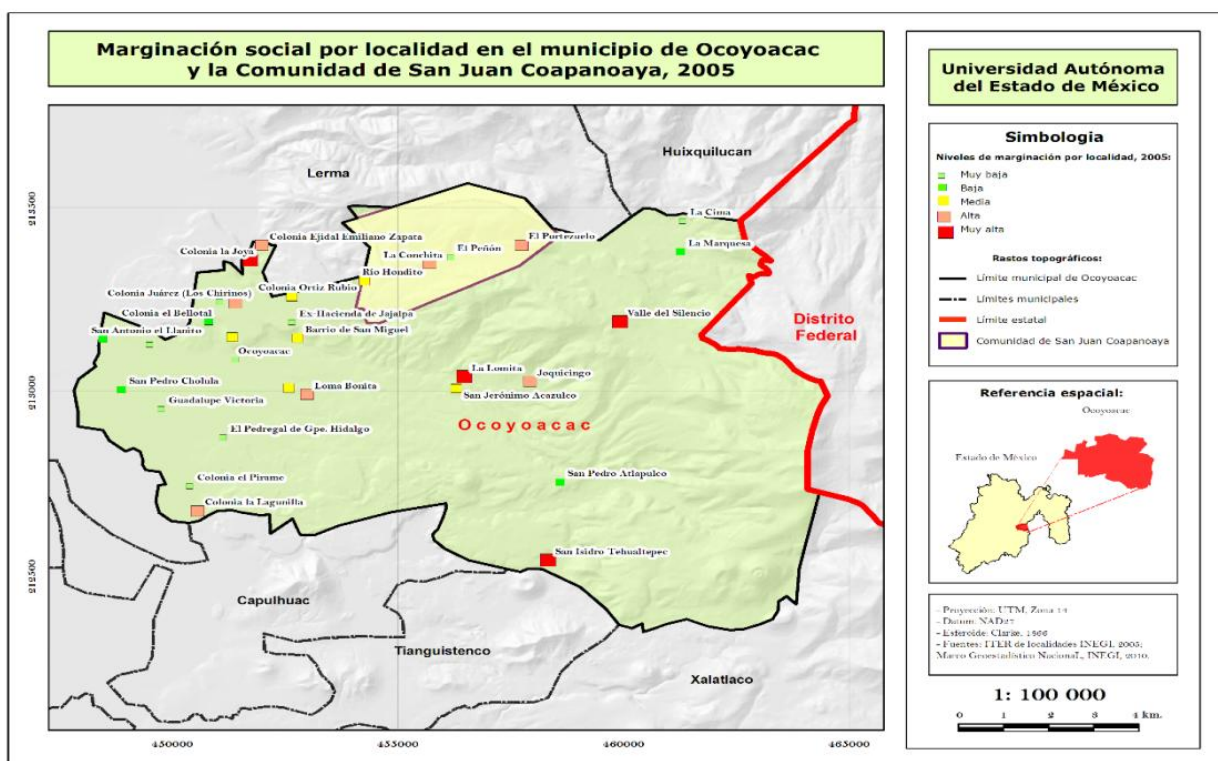 Marginación social por localidad en el municipio de Ocoyoacac
y la Comunidad de San Juan Coapanoaya, 2005
Lerma
Huixquilucan
La Cima
Colonia Ejidal Emiliano Zapata
El Portezuelo
Colonia la Joya
El Peñón
La Marquesa
La Conchita
Río Hondito
Colonia Ortiz Rubio
Colonia Juárez (Los Chirinos)
Colonia el Bellotal
Ex-Hacienda de Jajalpa
Valle del Silencio
Distrito
Federal
San Antonio el Llanito
Barrio de San Miguel
Ocoyoacac
La Lomita
Joquicingo
San Pedro Cholula
Loma Bonita
San Jerónimo Acazulco
Guadalupe Victoria
Ocoyoacac
El Pedregal de Gpe. Hidalgo
San Pedro Atlapulco
Colonia el Pirame
Colonia la Lagunilla
San Isidro Tehualtepec
Capulhuac
Tianguistenco
Xalatlaco
450000
460000
Universidad Autónoma
del Estado de México
Simbologia
Niveles de marginación por localidad, 2005:
Muy baja
Baja
Media
Alta
Muy alta
Rastos topográficos:
Límite municipal de Ocoyoacac
Límites municipales
Límite estatal
Comunidad de San Juan Coapanoaya
Referencia espacial:
Ocoyoacac
Estado de Mèxico
- Proyección: UTM, Zona 14
- Datum: NAD27
- Esferoide: Clarke, 1866
- Fuentes: ITER de localidades INEGI, 2005;
Marco Geoestadístico Nacional, INEGI, 2010.
1: 100 000
0 1 2 3 4 km.